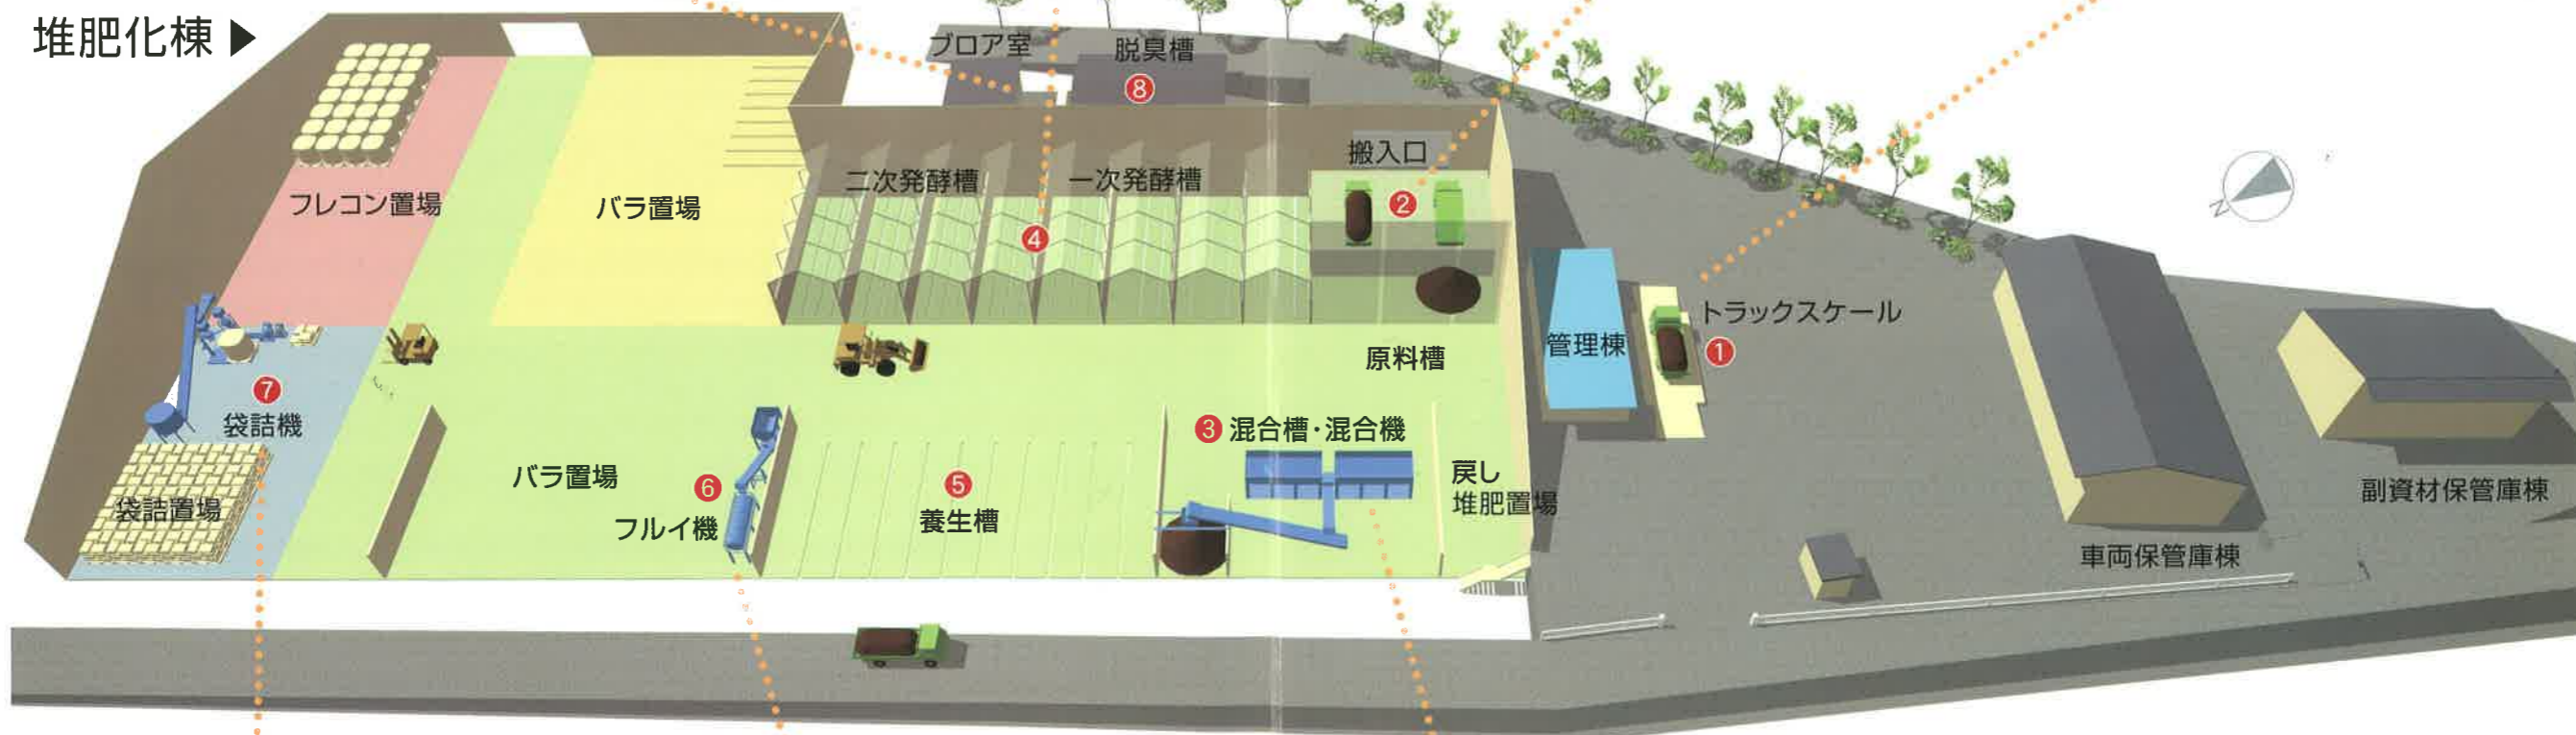 堆肥化棟 ▶
ブロア室
脱臭槽
⑧
搬入口
②
二次発酵槽
一次発酵槽
④
フレコン置場
バラ置場
N
トラックスケール
①
管理棟
原料槽
⑦
袋詰機
③ 混合槽・混合機
戻し
堆肥置場
バラ置場
⑥
フルイ機
⑤
養生槽
袋詰置場
副資材保管庫棟
車両保管庫棟